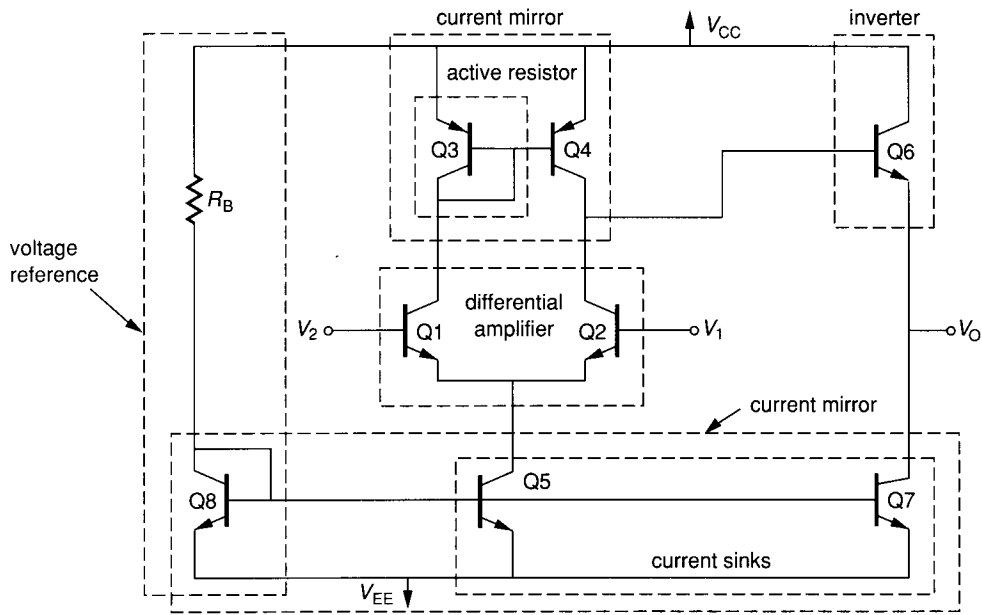 current mirror
inverter
V_CC
active resistor
Q3
Q4
Q6
R_B
voltage
reference
differential
amplifier
V_2
Q1
Q2
V_1
V_O
current mirror
Q8
Q5
Q7
current sinks
V_EE